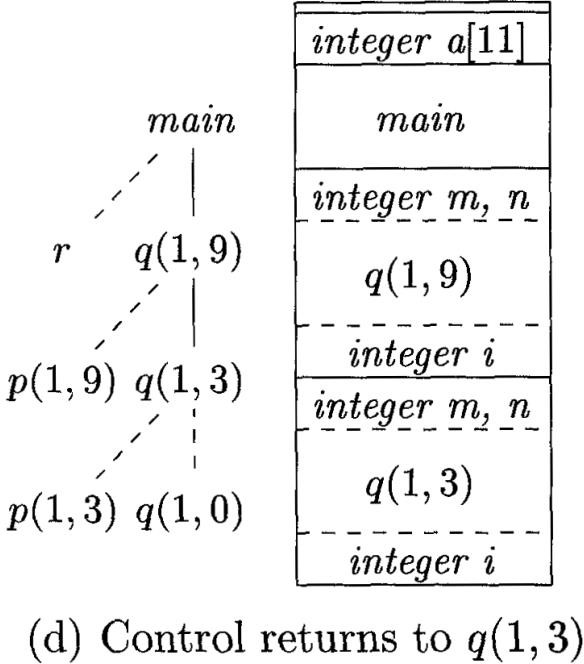 integer a[11]
main main
integer m, n
r q(1, 9)
q(1, 9)
integer i
p(1, 9) q(1, 3)
integer m, n
q(1, 3)
p(1, 3) q(1, 0)
integer i
(d) Control returns to q(1, 3)